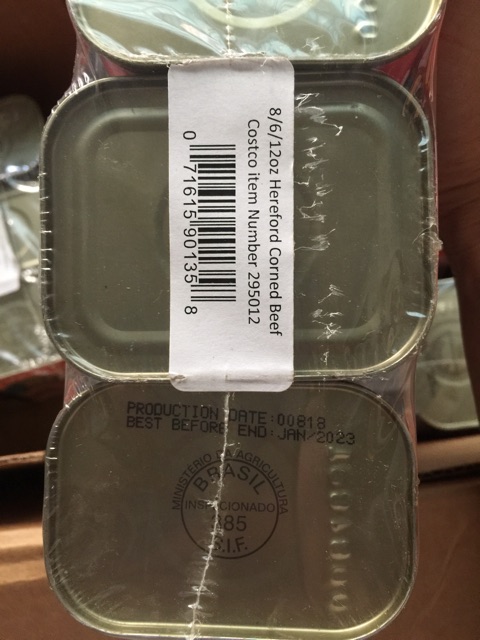 8/6/12oz Hereford Corned Beef
Costco item Number 295012
0 71615 90135 8
PRODUCTION DATE:00818
BEST BEFORE END:JAN/2023
MINISTÉRIO DA AGRICULTURA
BRASIL
INSPECIONADO
385
S.I.F.